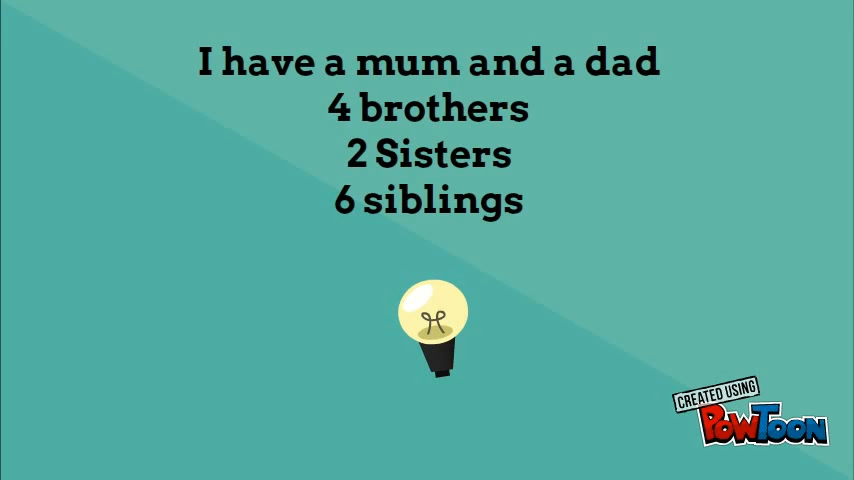 I have a mum and a dad
4 brothers
2 Sisters
6 siblings
CREATED USING
POWTOON